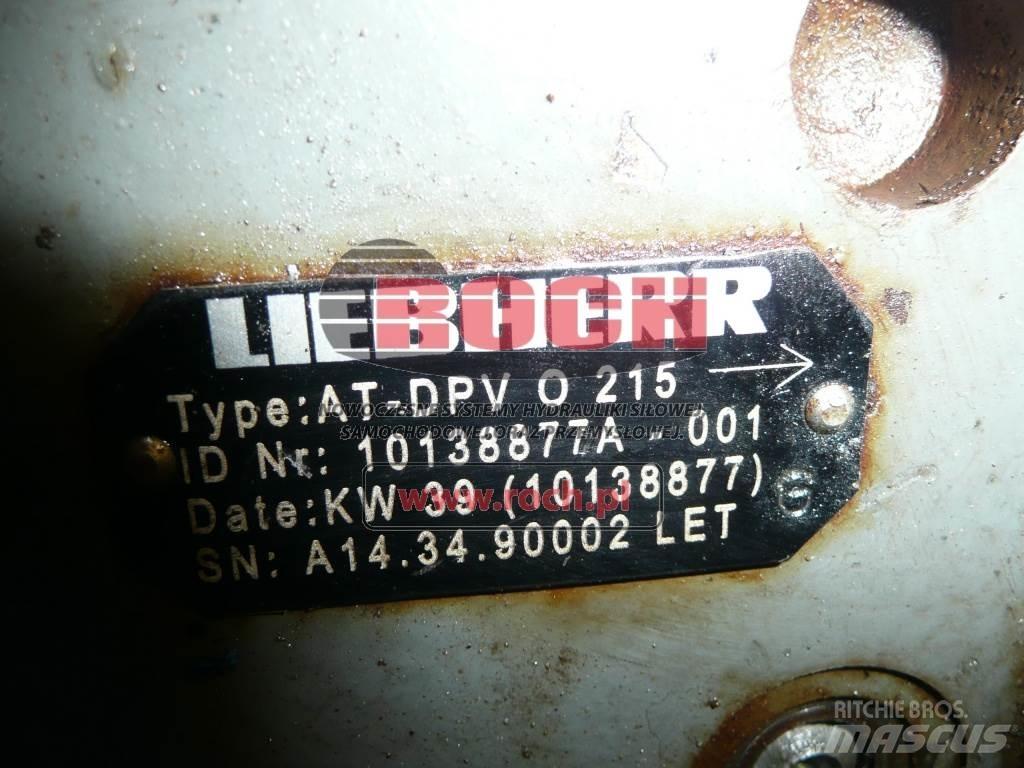 LIEBHERR
ROCH
Type:AT-DPV O 215
NOWOCZESNE SYSTEMY HYDRAULIKI SIŁOWEJ,
SAMOCHODOWEJ ORAZ PRZEMYSŁOWEJ.
ID Nr: 10138877A - 001
Date:KW 39 (10138877)
www.roch.pl
G
SN: A14.34.90002 LET
RITCHIE BROS.
MASCUS